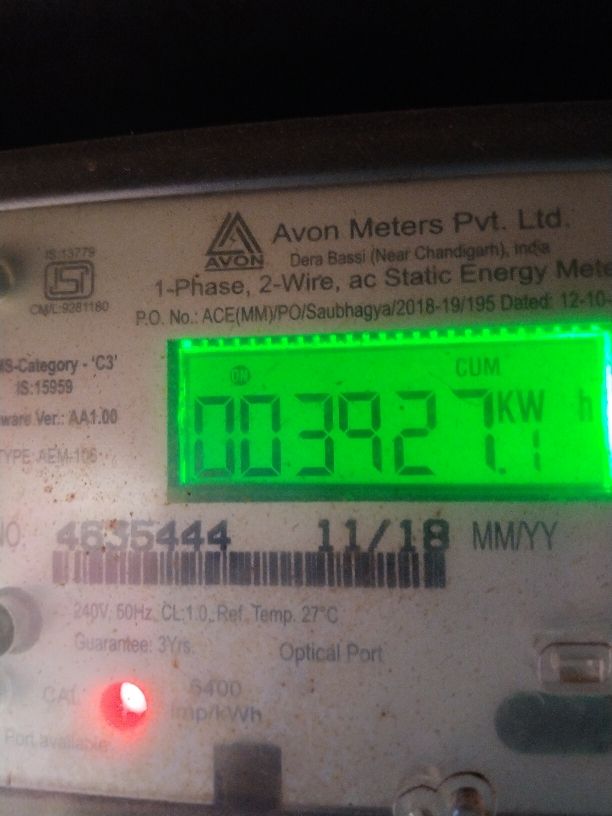 AVON
Avon Meters Pvt. Ltd.
Dera Bassi (Near Chandigarh), India
IS:13779
CM/L:9281180
1-Phase, 2-Wire, ac Static Energy Mete
P.O. No.: ACE(MM)/PO/Saubhagya/2018-19/195 Dated: 12-10-
MS-Category - 'C3'
IS:15959
ware Ver.: AA1.00
TYPE AEM-106
CUM
003927.1 KW h
NO. 4635444 11/18 MM/YY
240V, 50Hz, CL:1.0, Ref. Temp. 27°C
Guarantee: 3Yrs.
Optical Port
CAL 6400
imp/kWh
Port available